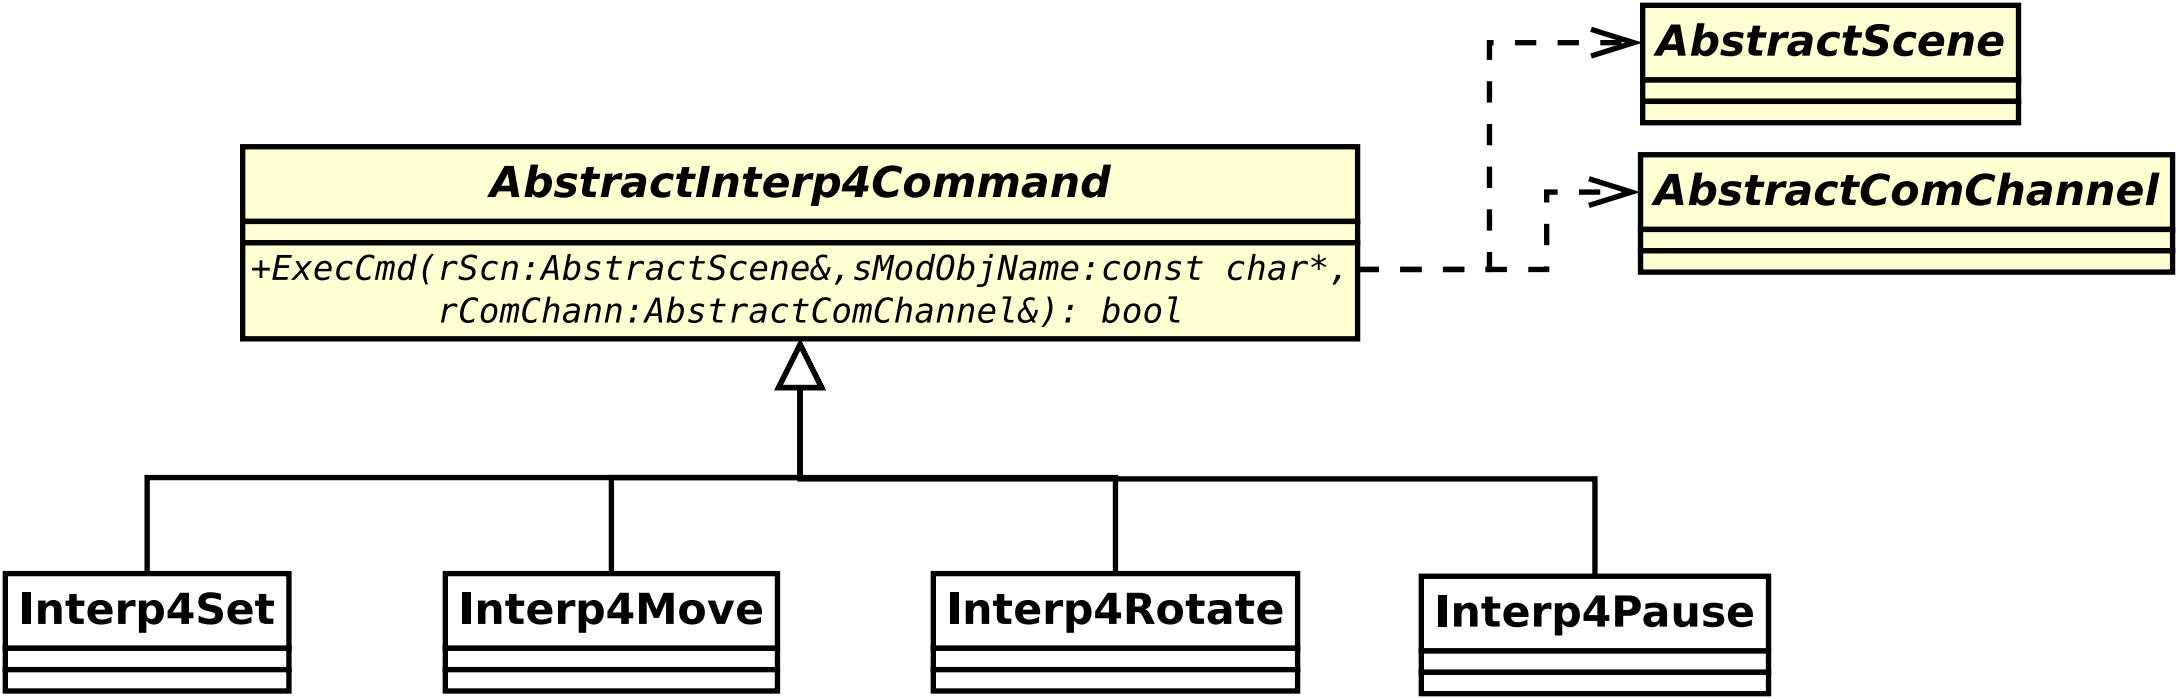 AbstractScene
AbstractInterp4Command
AbstractComChannel
+ExecCmd(rScn:AbstractScene&,sModObjName:const char*,
rComChann:AbstractComChannel&): bool
Interp4Set
Interp4Move
Interp4Rotate
Interp4Pause